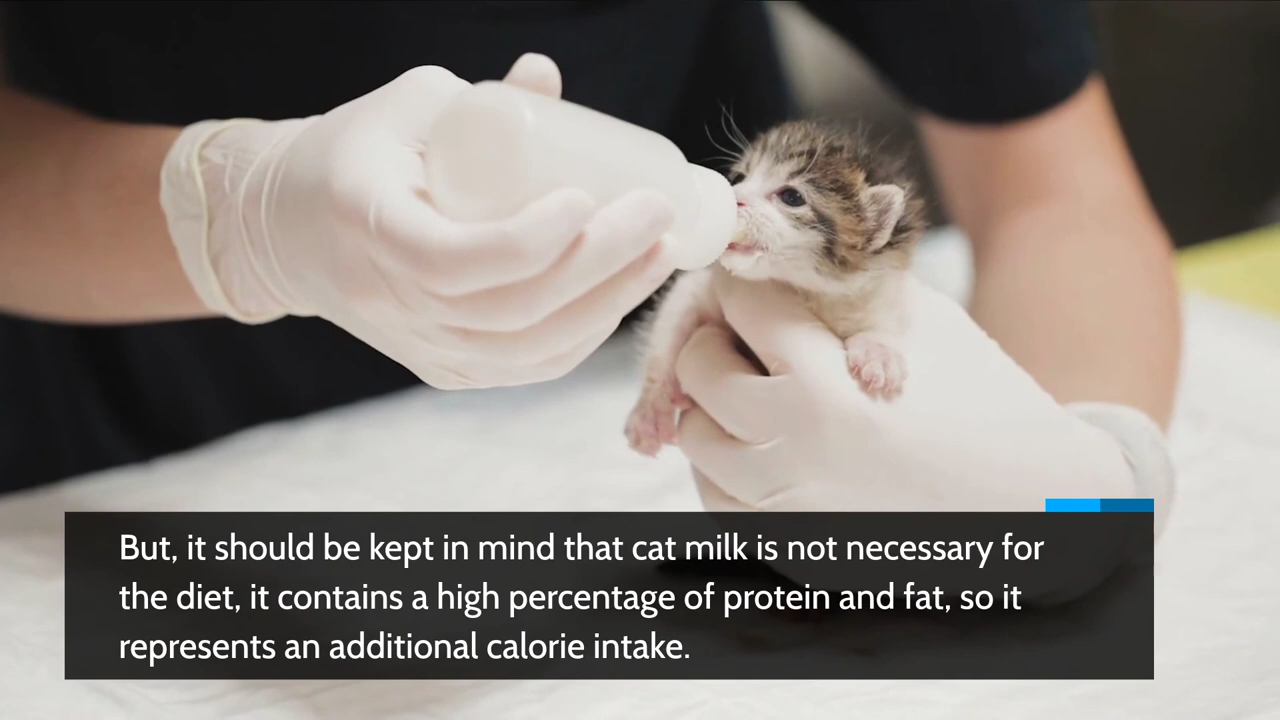 But, it should be kept in mind that cat milk is not necessary for
the diet, it contains a high percentage of protein and fat, so it
represents an additional calorie intake.